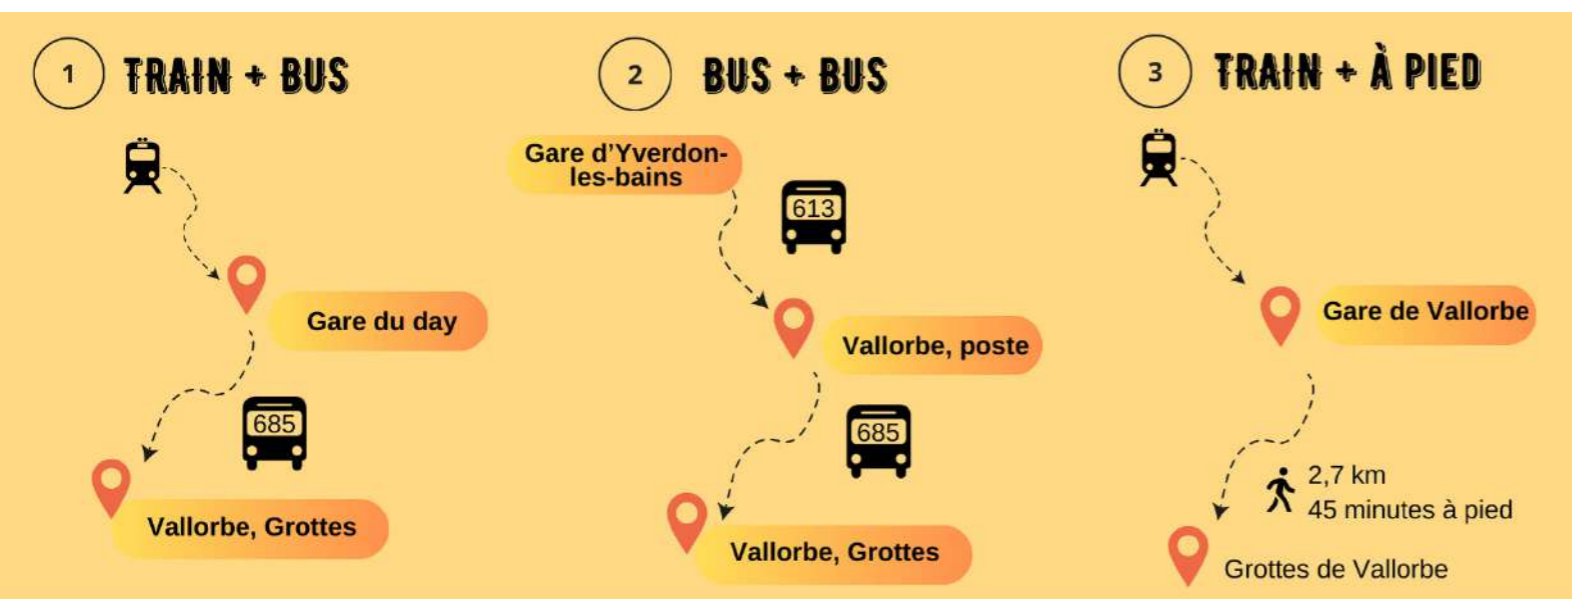 1 TRAIN + BUS
Gare du day
685
Vallorbe, Grottes
2 BUS + BUS
Gare d’Yverdon-
les-bains
613
Vallorbe, poste
685
Vallorbe, Grottes
3 TRAIN + À PIED
Gare de Vallorbe
2,7 km
45 minutes à pied
Grottes de Vallorbe